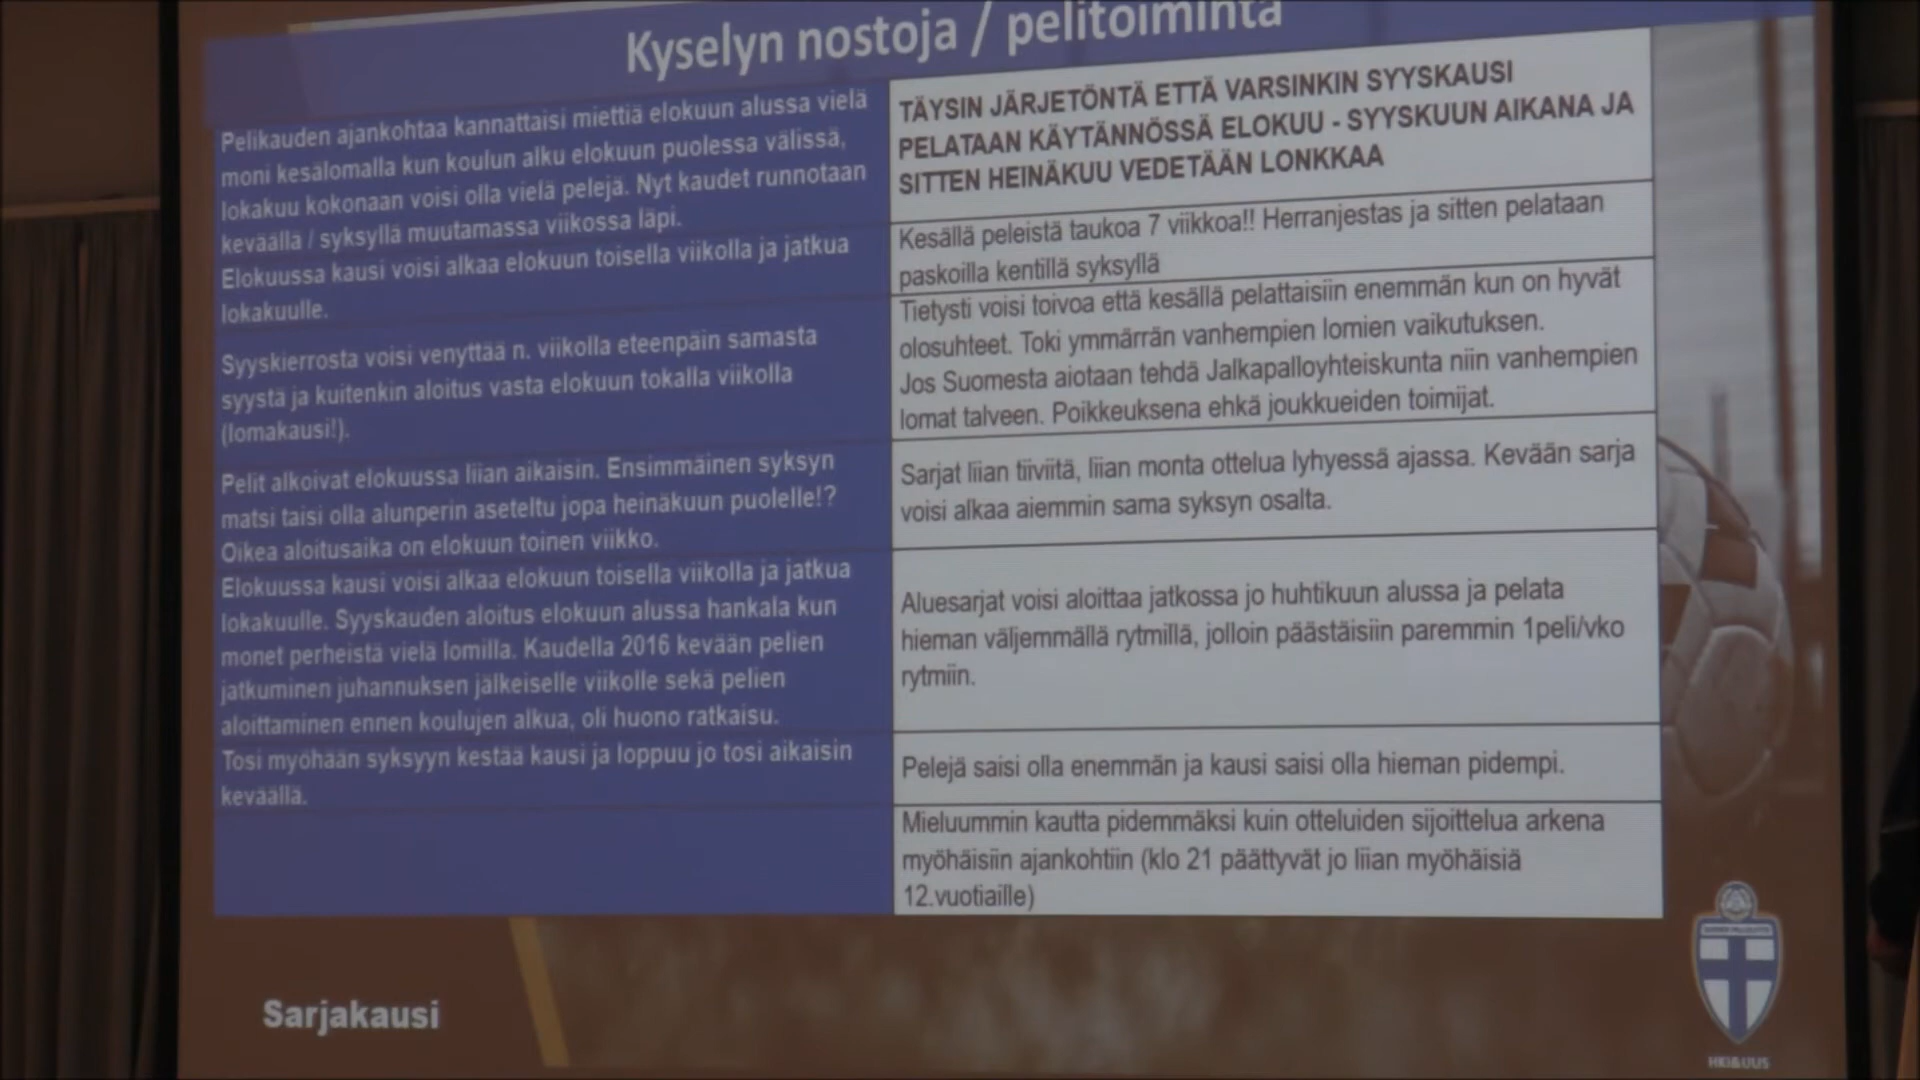 Kyselyn nostoja / pelitoiminta
Pelikauden ajankohtaa kannattaisi miettiä elokuun alussa vielä
moni kesälomalla kun koulun alku elokuun puolessa välissä,
lokakuu kokonaan voisi olla vielä pelejä. Nyt kaudet runnotaan
keväällä / syksyllä muutamassa viikossa läpi.
Elokuussa kausi voisi alkaa elokuun toisella viikolla ja jatkua
lokakuulle.
Syyskierrosta voisi venyttää n. viikolla eteenpäin samasta
syystä ja kuitenkin aloitus vasta elokuun tokalla viikolla
(lomakausi!).
Pelit alkoivat elokuussa liian aikaisin. Ensimmäinen syksyn
matsi taisi olla alunperin aseteltu jopa heinäkuun puolelle!?
Oikea aloitusaika on elokuun toinen viikko.
Elokuussa kausi voisi alkaa elokuun toisella viikolla ja jatkua
lokakuulle. Syyskauden aloitus elokuun alussa hankala kun
monet perheistä vielä lomilla. Kaudella 2016 kevään pelien
jatkuminen juhannuksen jälkeiselle viikolle sekä pelien
aloittaminen ennen koulujen alkua, oli huono ratkaisu.
Tosi myöhään syksyyn kestää kausi ja loppuu jo tosi aikaisin
keväällä.
TÄYSIN JÄRJETÖNTÄ ETTÄ VARSINKIN SYYSKAUSI
PELATAAN KÄYTÄNNÖSSÄ ELOKUU - SYYSKUUN AIKANA JA
SITTEN HEINÄKUU VEDETÄÄN LONKKAA
Kesällä peleistä taukoa 7 viikkoa!! Herranjestas ja sitten pelataan
paskoilla kentillä syksyllä
Tietysti voisi toivoa että kesällä pelattaisiin enemmän kun on hyvät
olosuhteet. Toki ymmärrän vanhempien lomien vaikutuksen.
Jos Suomesta aiotaan tehdä Jalkapalloyhteiskunta niin vanhempien
lomat talveen. Poikkeuksena ehkä joukkueiden toimijat.
Sarjat liian tiiviitä, liian monta ottelua lyhyessä ajassa. Kevään sarja
voisi alkaa aiemmin sama syksyn osalta.
Aluesarjat voisi aloittaa jatkossa jo huhtikuun alussa ja pelata
hieman väljemmällä rytmillä, jolloin päästäisiin paremmin 1peli/vko
rytmiin.
Pelejä saisi olla enemmän ja kausi saisi olla hieman pidempi.
Mieluummin kautta pidemmäksi kuin otteluiden sijoittelua arkena
myöhäisiin ajankohtiin (klo 21 päättyvät jo liian myöhäisiä
12.vuotiaille)
Sarjakausi
HKI&UUS